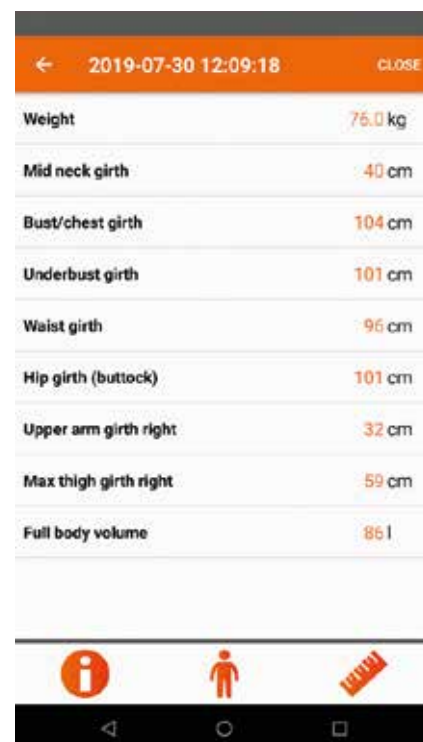 2019-07-30 12:09:18 CLOSE
Weight 76.0 kg
Mid neck girth 40 cm
Bust/chest girth 104 cm
Underbust girth 101 cm
Waist girth 96 cm
Hip girth (buttock) 101 cm
Upper arm girth right 32 cm
Max thigh girth right 59 cm
Full body volume 86 l